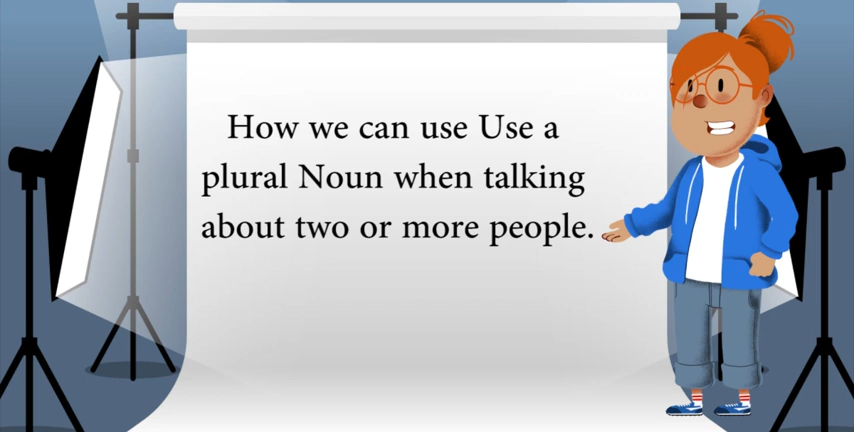 How we can use Use a
plural Noun when talking
about two or more people.